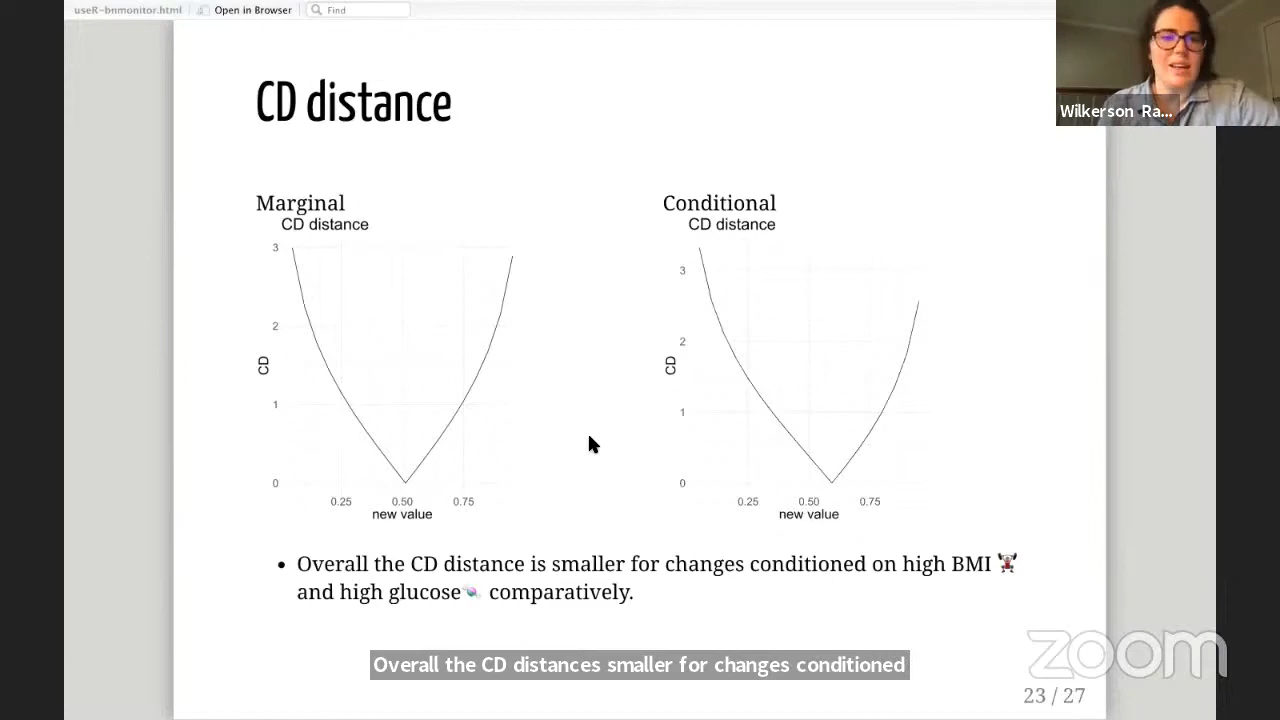 useR-bnmonitor.html
Open in Browser
Find
CD distance
Wilkerson Ra...
Marginal
CD distance
3
2
1
0
CD
0.25 0.50 0.75
new value
Conditional
CD distance
3
2
1
0
CD
0.25 0.50 0.75
new value
• Overall the CD distance is smaller for changes conditioned on high BMI
and high glucose comparatively.
Overall the CD distances smaller for changes conditioned
zoom
23 / 27